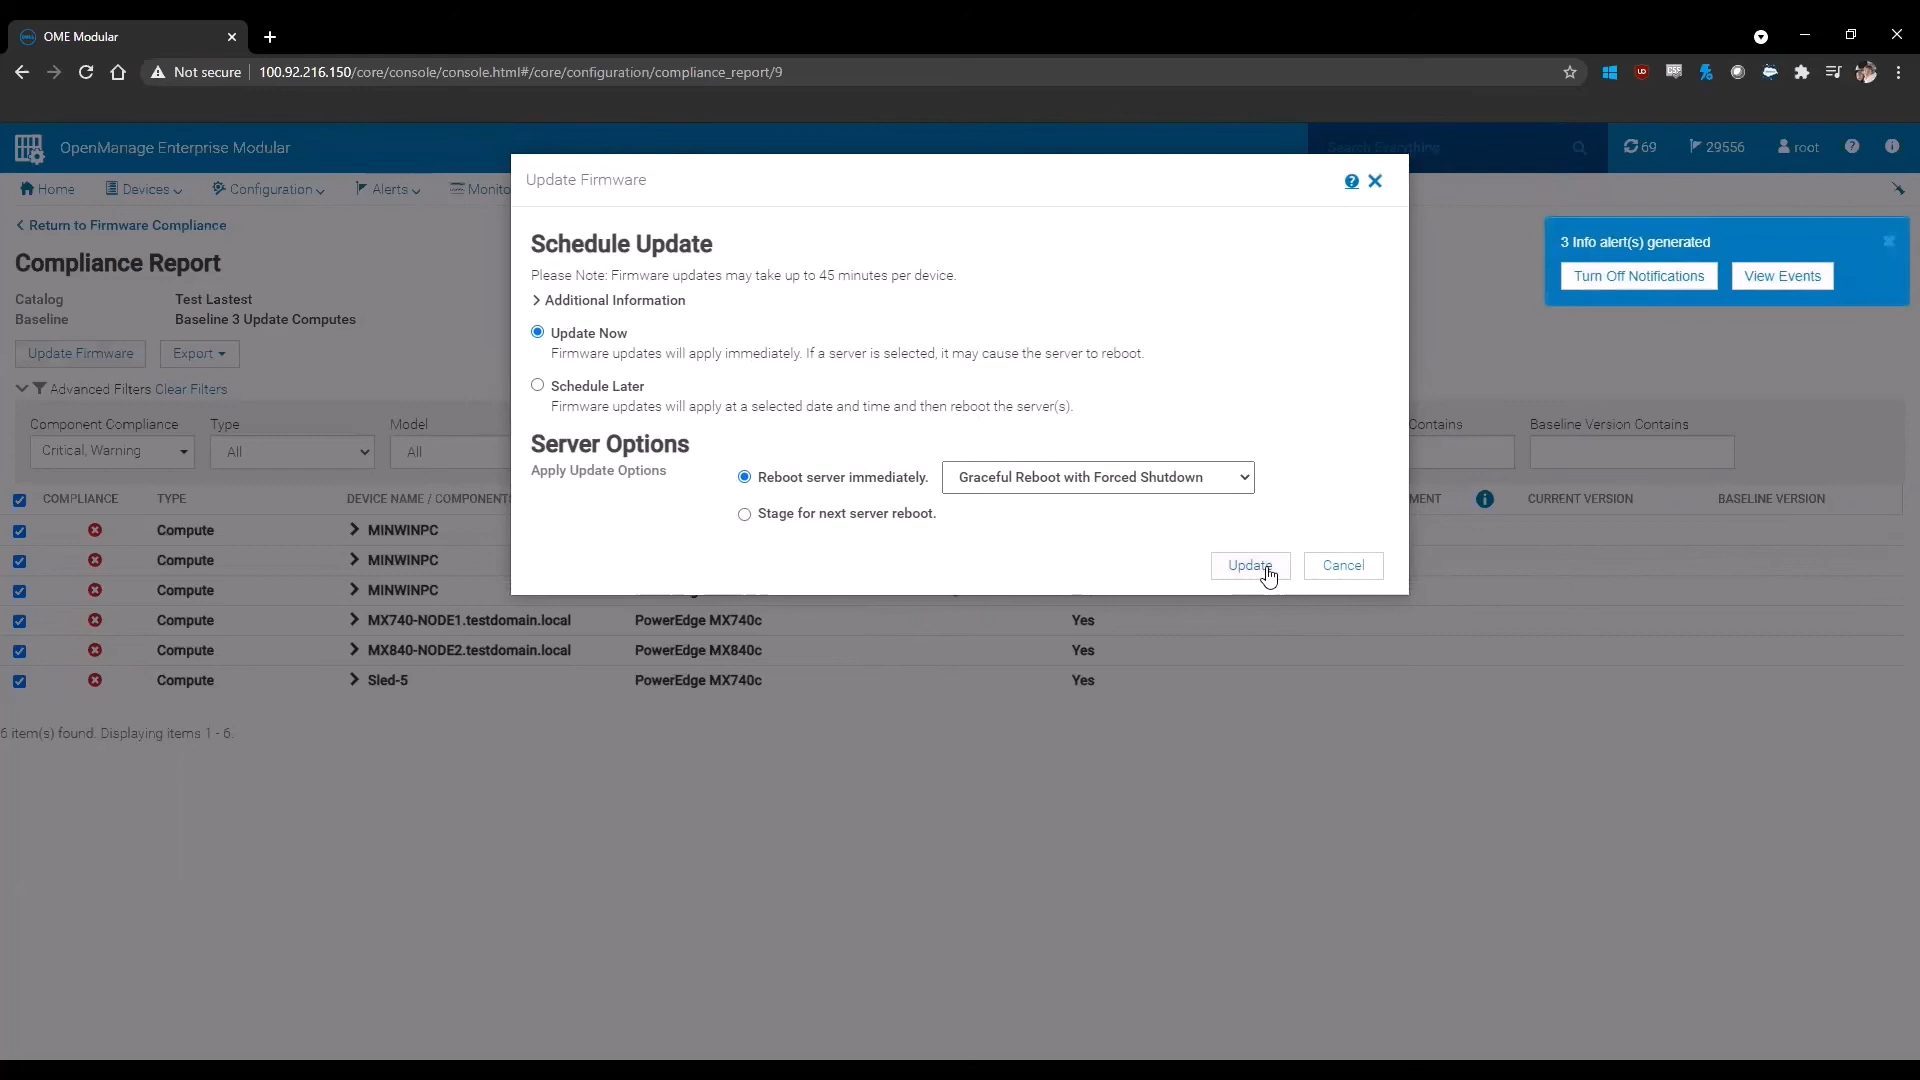 OME Modular
Not secure 100.92.216.150/core/console/console.html#/core/configuration/compliance_report/9
OpenManage Enterprise Modular
Search Everything
69
29556
root
Home
Devices
Configuration
Alerts
Monito
Return to Firmware Compliance
Compliance Report
Catalog Test Lastest
Baseline Baseline 3 Update Computes
Update Firmware
Export
Advanced Filters Clear Filters
Component Compliance Type Model
Critical, Warning All All
Contains Baseline Version Contains
COMPLIANCE TYPE DEVICE NAME / COMPONENTS
MENT CURRENT VERSION BASELINE VERSION
Compute MINWINPC
Compute MINWINPC
Compute MINWINPC
Compute MX740-NODE1.testdomain.local PowerEdge MX740c Yes
Compute MX840-NODE2.testdomain.local PowerEdge MX840c Yes
Compute Sled-5 PowerEdge MX740c Yes
6 item(s) found. Displaying items 1 - 6.
Update Firmware
Schedule Update
Please Note: Firmware updates may take up to 45 minutes per device.
Additional Information
Update Now
Firmware updates will apply immediately. If a server is selected, it may cause the server to reboot.
Schedule Later
Firmware updates will apply at a selected date and time and then reboot the server(s).
Server Options
Apply Update Options
Reboot server immediately. Graceful Reboot with Forced Shutdown
Stage for next server reboot.
Update Cancel
3 Info alert(s) generated
Turn Off Notifications View Events